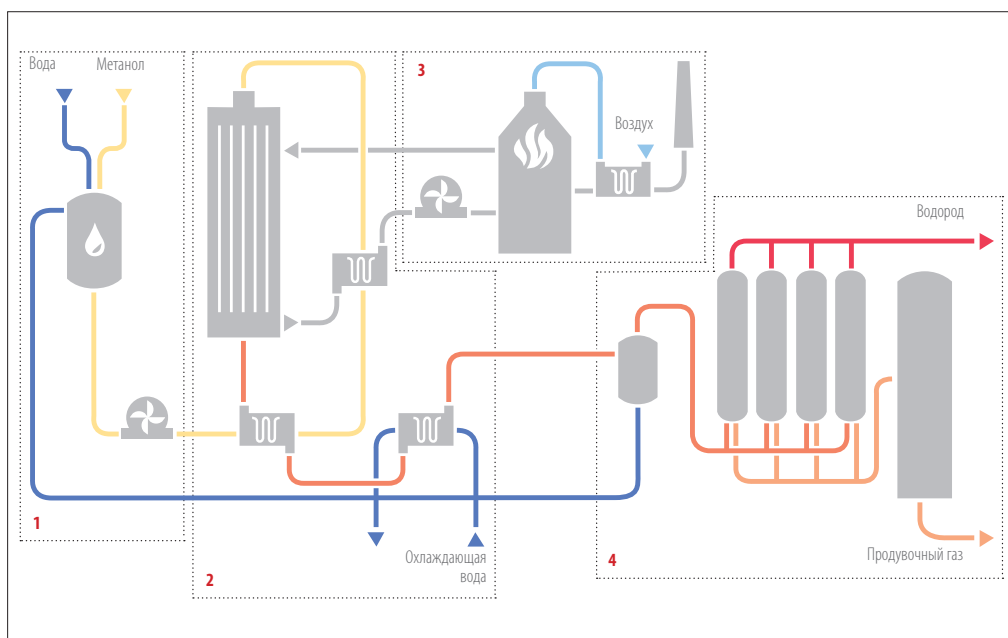 Вода
Метанол
3
Воздух
Водород
1
2
Охлаждающая
вода
4
Продувочный газ